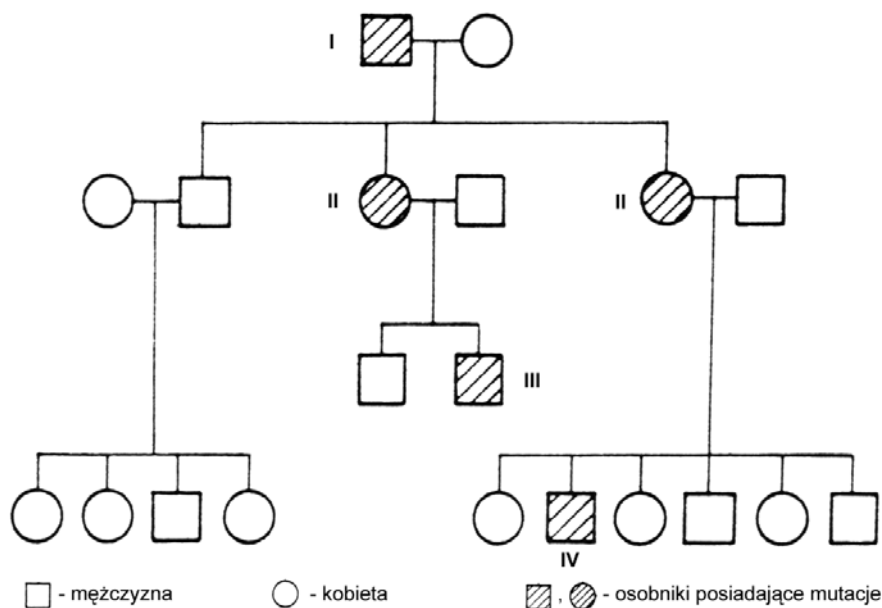 I
II
II
III
IV
- mężczyzna
- kobieta
, - osobniki posiadające mutacje